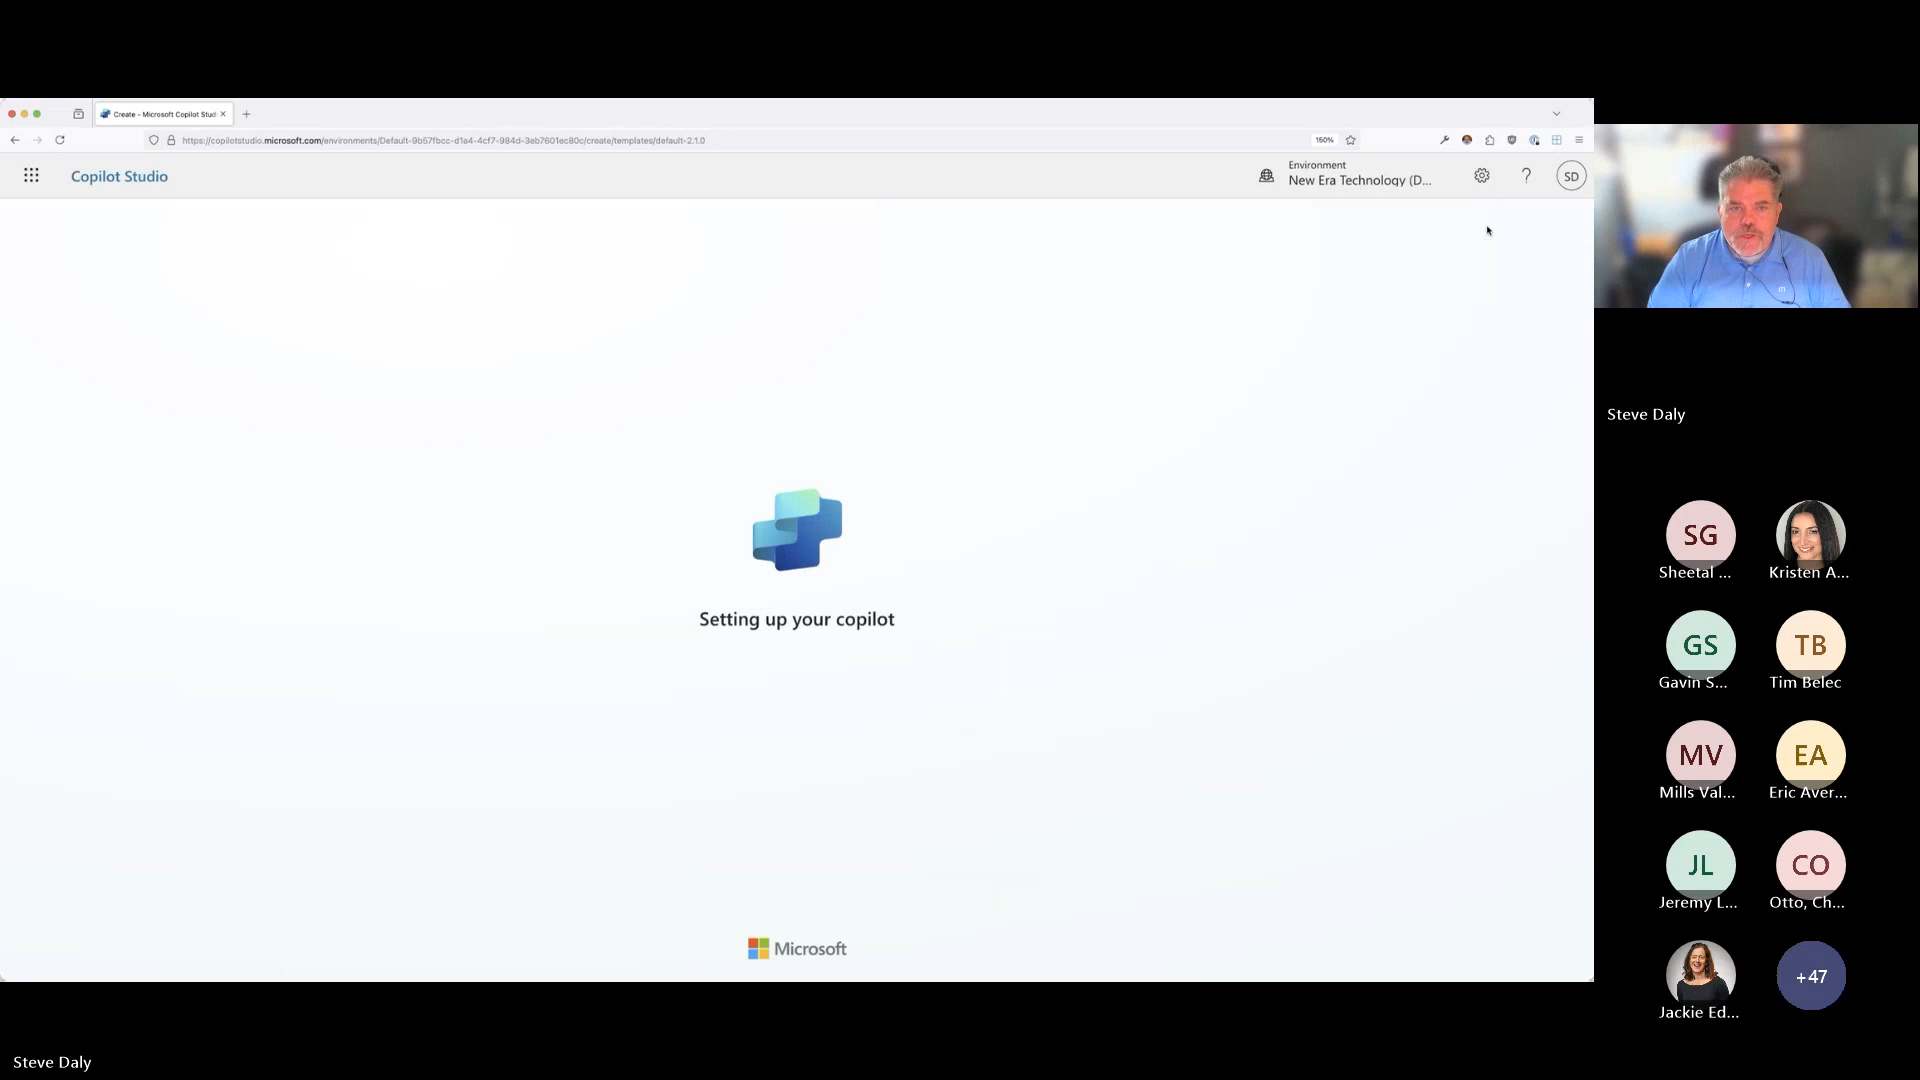 Create - Microsoft Copilot Stud
https://copilotstudio.microsoft.com/environments/Default-9b57fbcc-d1a4-4cf7-984d-3eb7601ec80c/create/templates/default-2.1.0
150%
Copilot Studio
Environment
New Era Technology (D...
?
SD
Setting up your copilot
Microsoft
Steve Daly
SG
Sheetal ...
Kristen A...
GS
Gavin S...
TB
Tim Belec
MV
Mills Val...
EA
Eric Aver...
JL
Jeremy L...
CO
Otto, Ch...
Jackie Ed...
+47
Steve Daly